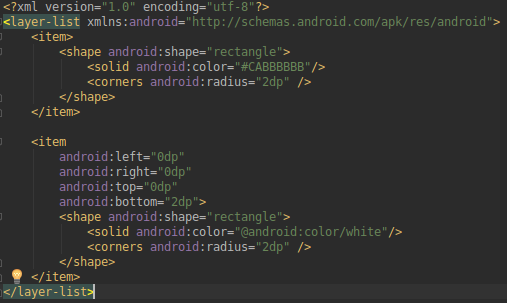 <?xml version="1.0" encoding="utf-8"?>
<layer-list xmlns:android="http://schemas.android.com/apk/res/android">
    <item>
        <shape android:shape="rectangle">
            <solid android:color="#CABBBBBB"/>
            <corners android:radius="2dp" />
        </shape>
    </item>

    <item
        android:left="0dp"
        android:right="0dp"
        android:top="0dp"
        android:bottom="2dp">
        <shape android:shape="rectangle">
            <solid android:color="@android:color/white"/>
            <corners android:radius="2dp" />
        </shape>
    </item>
</layer-list>